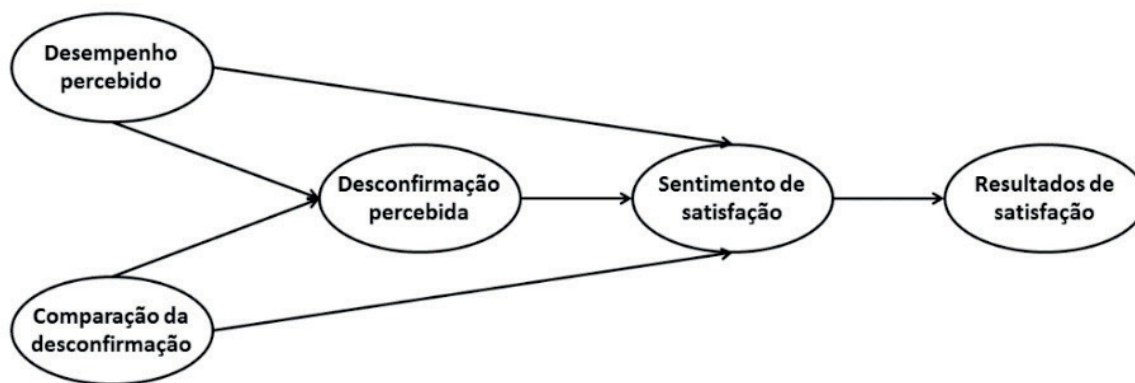 Desempenho
percebido
Desconfirmação
percebida
Sentimento de
satisfação
Resultados de
satisfação
Comparação da
desconfirmação